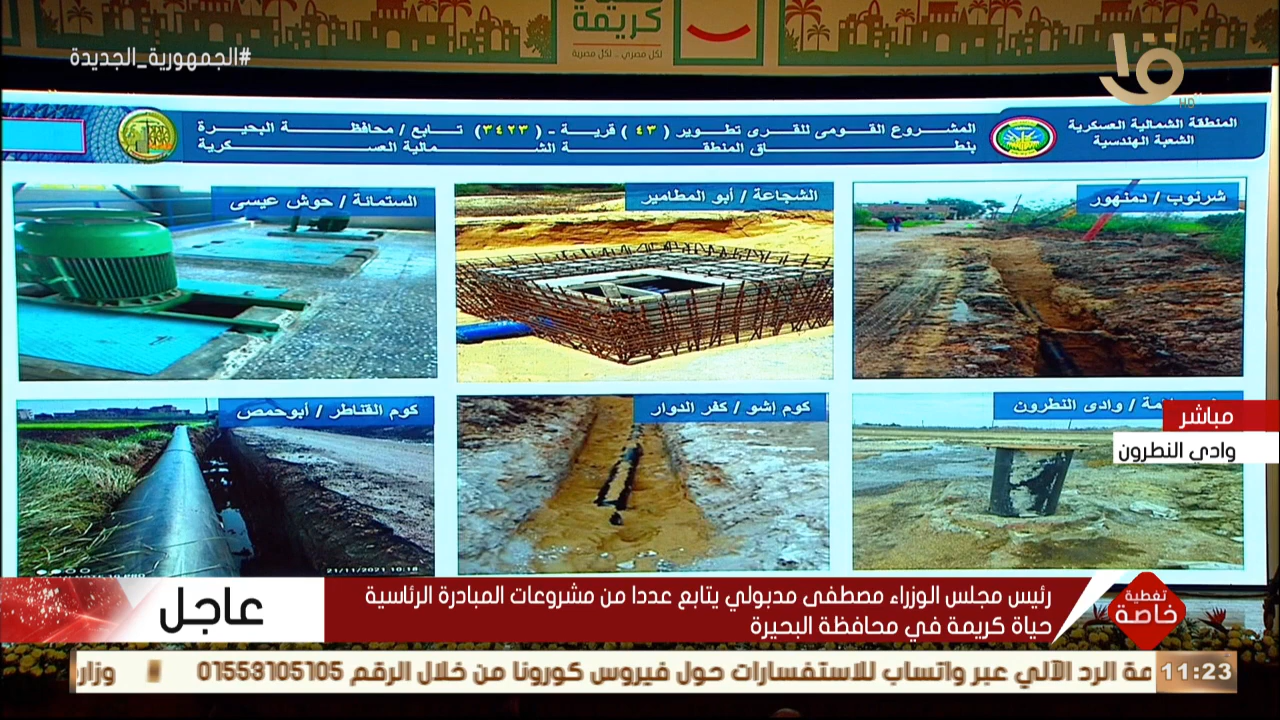 كريمة
لكل مصري .. لكل مصرية
#الجمهورية_الجديدة
HD
المنطقة الشمالية العسكرية
الشعبة الهندسية
المشروع القومى للقرى تطوير ( ٤٣ ) قرية - ( ٣٤٢٣ ) تابع / محافظة البحيرة
بنطاق المنطقة الشمالية العسكرية
شرنوب / دمنهور
الشجاعة / أبو المطامير
الستمائة / حوش عيسى
/ وادى النطرون
كوم إشو / كفر الدوار
كوم القناطر / أبوحمص
21/11/2021 10:18
مباشر
وادى النطرون
تغطية
خاصة
رئيس مجلس الوزراء مصطفى مدبولي يتابع عددا من مشروعات المبادرة الرئاسية
حياة كريمة في محافظة البحيرة
عاجل
11:23
مة الرد الآلي عبر واتساب للاستفسارات حول فيروس كورونا من خلال الرقم 01553105105
وزار